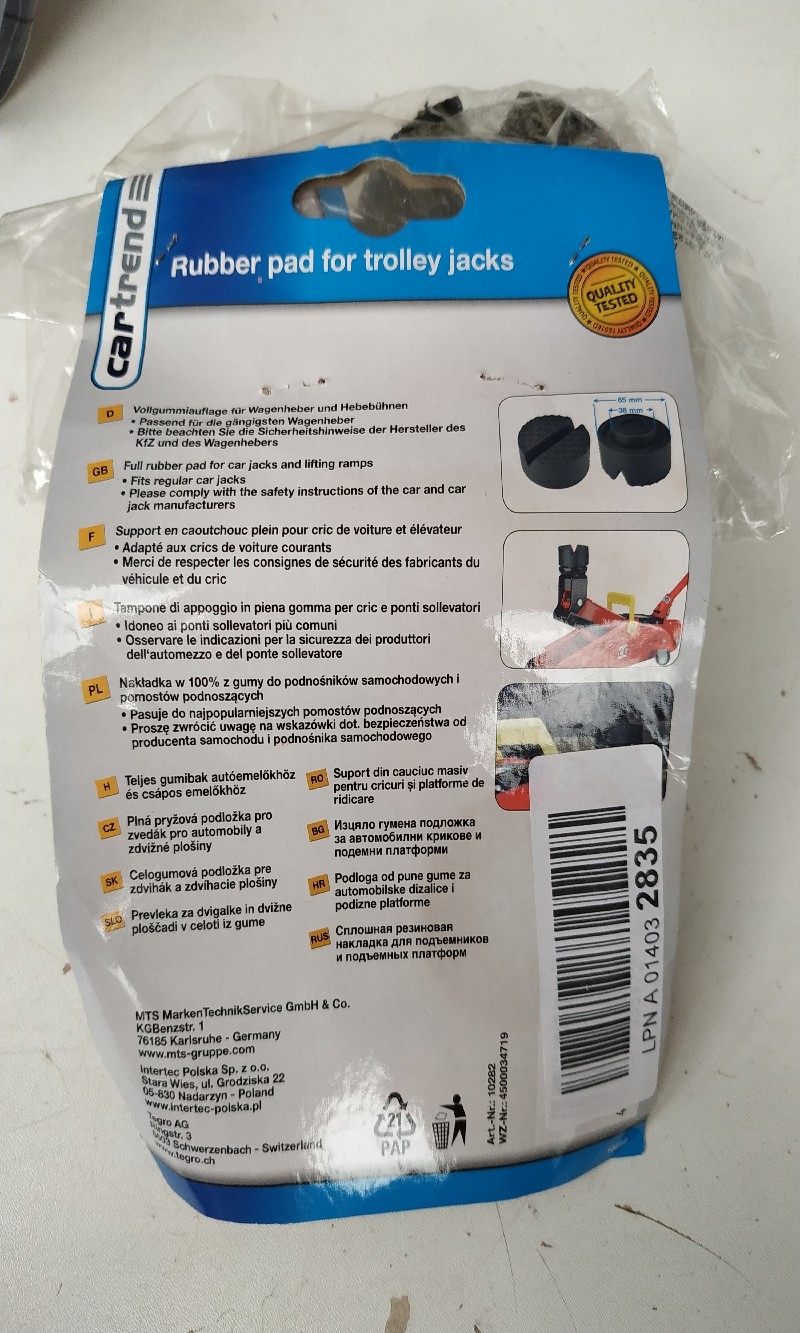 cartrend
Rubber pad for trolley jacks
QUALITY TESTED
QUALITY
TESTED
65 mm
36 mm
D
Vollgummiauflage für Wagenheber und Hebebühnen
• Passend für die gängigsten Wagenheber
• Bitte beachten Sie die Sicherheitshinweise der Hersteller des
KfZ und des Wagenhebers
GB
Full rubber pad for car jacks and lifting ramps
• Fits regular car jacks
• Please comply with the safety instructions of the car and car
jack manufacturers
F
Support en caoutchouc plein pour cric de voiture et élévateur
• Adapté aux crics de voiture courants
• Merci de respecter les consignes de sécurité des fabricants du
véhicule et du cric
I
Tampone di appoggio in piena gomma per cric e ponti sollevatori
• Idoneo ai ponti sollevatori più comuni
• Osservare le indicazioni per la sicurezza dei produttori
dell'automezzo e del ponte sollevatore
PL
Nakładka w 100% z gumy do podnośników samochodowych i
pomostów podnoszących
• Pasuje do najpopularniejszych pomostów podnoszących
• Proszę zwrócić uwagę na wskazówki dot. bezpieczeństwa od
producenta samochodu i podnośnika samochodowego
H
Teljes gumibak autóemelőkhöz
és csápos emelőkhöz
CZ
Plná pryžová podložka pro
zvedák pro automobily a
zdvižné plošiny
SK
Celogumová podložka pre
zdvihák a zdvíhacie plošiny
SLO
Prevleka za dvigalke in dvižne
ploščadi v celoti iz gume
RO
Suport din cauciuc masiv
pentru cricuri și platforme de
ridicare
BG
Изцяло гумена подложка
за автомобилни крикове и
подемни платформи
HR
Podloga od pune gume za
automobilske dizalice i
podizne platforme
RUS
Сплошная резиновая
накладка для подъемников
и подъемных платформ
MTS MarkenTechnikService GmbH & Co.
KGBenzstr. 1
76185 Karlsruhe - Germany
www.mts-gruppe.com
Intertec Polska Sp. z o.o.
Stara Wies, ul. Grodziska 22
05-830 Nadarzyn - Poland
www.intertec-polska.pl
Tegro AG
Ringstr. 3
Schwerzenbach - Switzerland
www.tegro.ch
21
PAP
Art.-Nr.: 10282
WZ-Nr.: 4500034719
LPN A 01403 2835
4